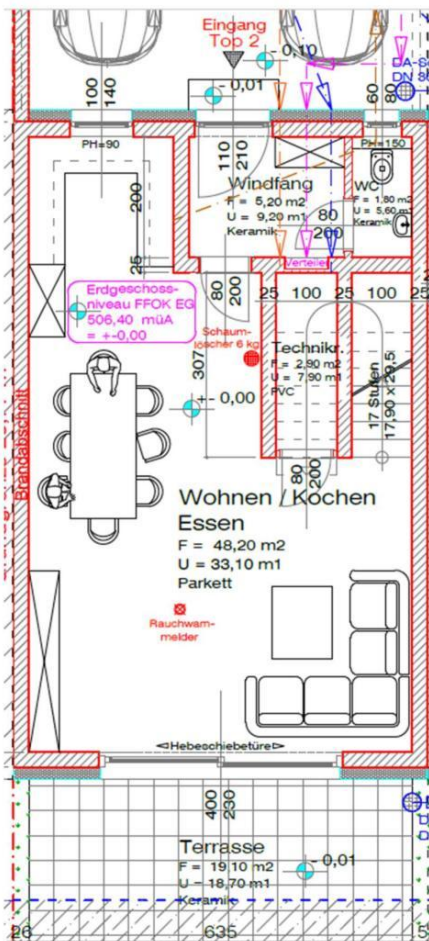 Eingang
Top 2
- 0,10
-0,01
100
140
60
80
PH=90
110
210
PH=150
Windfang
F = 5,20 m2
U = 9,20 m1
Keramik
WC
F = 1,80 m2
U = 5,60 m1
Keramik
200
80
200
25
Verteiler
Erdgeschoss-
niveau FFOK EG
506,40 müA
= +-0,00
80
200
25
100
25
100
25
Schaum-
löscher 6 kg
307
Technikr.
F = 2,90 m2
U = 7,90 m1
PVC
+- 0,00
17 Stufen
17,90 x 29,5
Brandabschnitt
80
200
Wohnen / Kochen
Essen
F = 48,20 m2
U = 33,10 m1
Parkett
Rauchwarn-
melder
Hebeschiebetüre
400
230
Terrasse
F = 19,10 m2
U = 18,70 m1
Keramik
- 0,01
26
635